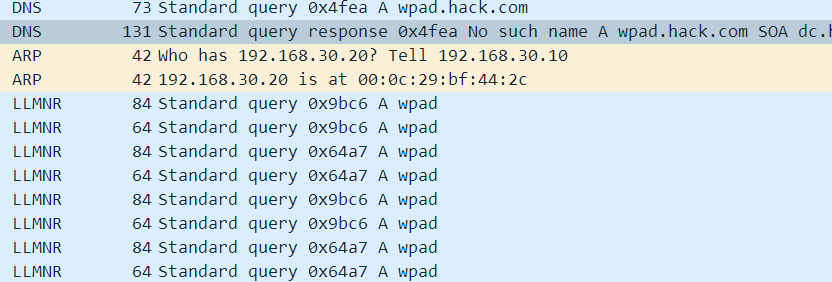 DNS 73 Standard query 0x4fea A wpad.hack.com
DNS 131 Standard query response 0x4fea No such name A wpad.hack.com SOA
ARP 42 Who has 192.168.30.20? Tell 192.168.30.10
ARP 42 192.168.30.20 is at 00:0c:29:bf:44:2c
LLMNR 84 Standard query 0x9bc6 A wpad
LLMNR 64 Standard query 0x9bc6 A wpad
LLMNR 84 Standard query 0x64a7 A wpad
LLMNR 64 Standard query 0x64a7 A wpad
LLMNR 84 Standard query 0x9bc6 A wpad
LLMNR 64 Standard query 0x9bc6 A wpad
LLMNR 84 Standard query 0x64a7 A wpad
LLMNR 64 Standard query 0x64a7 A wpad